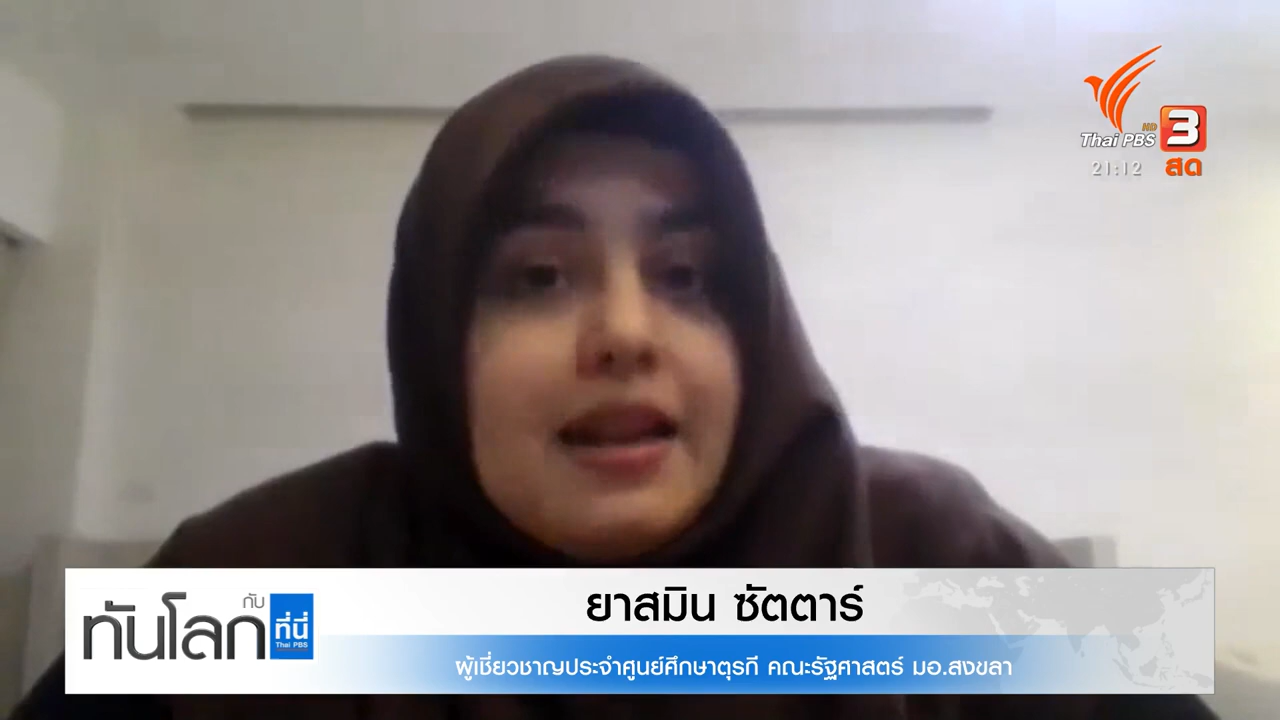 HD
Thai PBS 3
21:12 สด
ทันโลก กับ ที่นี่ Thai PBS
ยาสมิน ซัตตาร์
ผู้เชี่ยวชาญประจำศูนย์ศึกษาตุรกี คณะรัฐศาสตร์ มอ.สงขลา